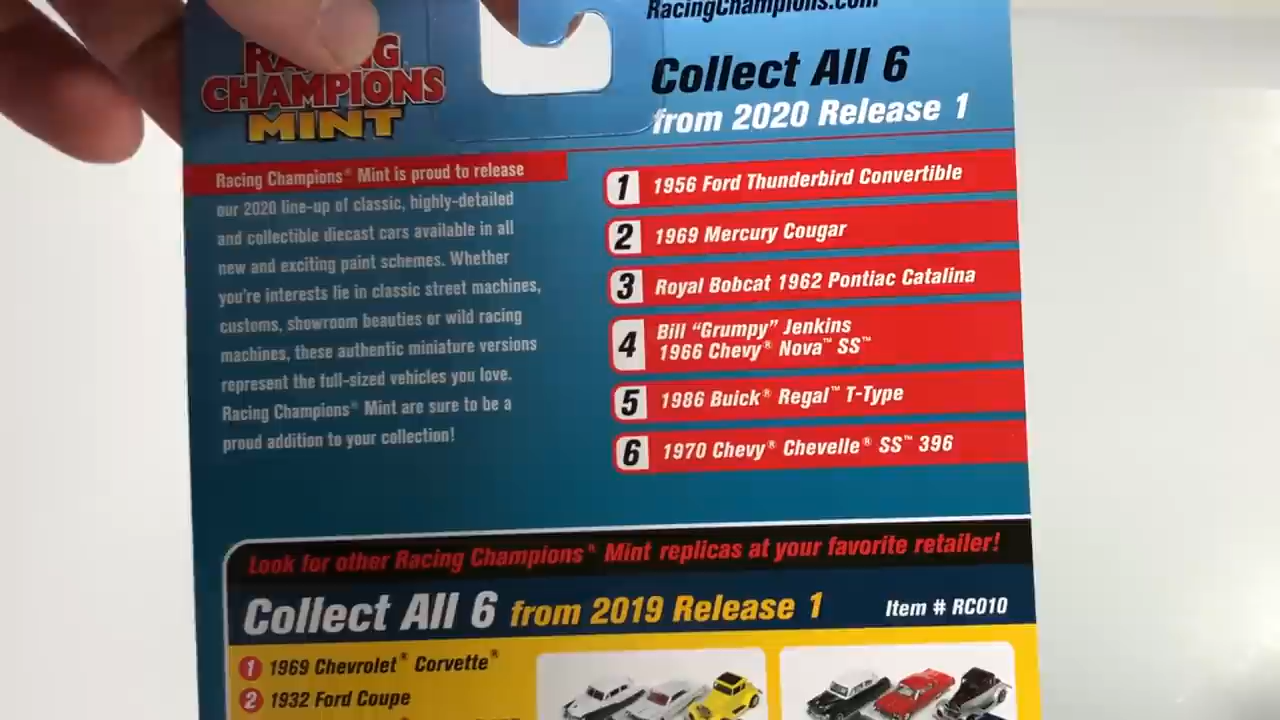 RacingChampions.com
RACING
CHAMPIONS
MINT
Collect All 6
from 2020 Release 1
Racing Champions® Mint is proud to release
our 2020 line-up of classic, highly-detailed
and collectible diecast cars available in all
new and exciting paint schemes. Whether
you're interests lie in classic street machines,
customs, showroom beauties or wild racing
machines, these authentic miniature versions
represent the full-sized vehicles you love.
Racing Champions® Mint are sure to be a
proud addition to your collection!
1 1956 Ford Thunderbird Convertible
2 1969 Mercury Cougar
3 Royal Bobcat 1962 Pontiac Catalina
4 Bill “Grumpy” Jenkins
1966 Chevy® Nova™ SS™
5 1986 Buick® Regal™ T-Type
6 1970 Chevy® Chevelle® SS™ 396
Look for other Racing Champions® Mint replicas at your favorite retailer!
Collect All 6 from 2019 Release 1
Item # RC010
1 1969 Chevrolet® Corvette®
2 1932 Ford Coupe